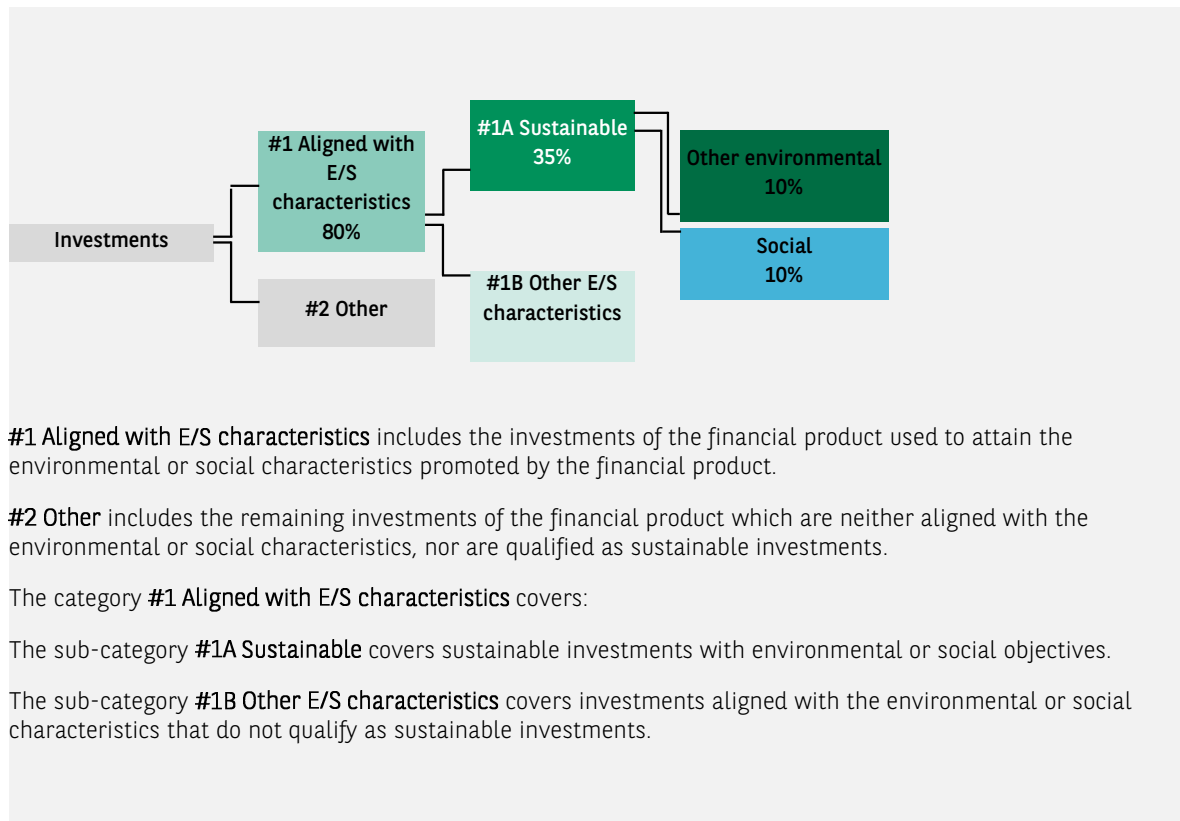 #1A Sustainable
35%
#1 Aligned with
E/S
characteristics
80%
Other environmental
10%
Investments
Social
10%
#2 Other
#1B Other E/S
characteristics
#1 Aligned with E/S characteristics includes the investments of the financial product used to attain the
environmental or social characteristics promoted by the financial product.
#2 Other includes the remaining investments of the financial product which are neither aligned with the
environmental or social characteristics, nor are qualified as sustainable investments.
The category #1 Aligned with E/S characteristics covers:
The sub-category #1A Sustainable covers sustainable investments with environmental or social objectives.
The sub-category #1B Other E/S characteristics covers investments aligned with the environmental or social
characteristics that do not qualify as sustainable investments.